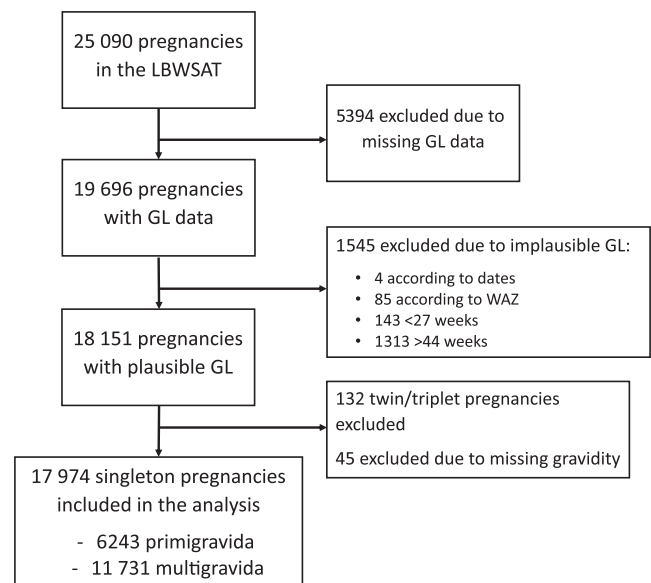 25 090 pregnancies
in the LBWSAT
5394 excluded due to
missing GL data
19 696 pregnancies
with GL data
1545 excluded due to implausible GL:
• 4 according to dates
• 85 according to WAZ
• 143 <27 weeks
• 1313 >44 weeks
18 151 pregnancies
with plausible GL
132 twin/triplet pregnancies
excluded
45 excluded due to missing gravidity
17 974 singleton pregnancies
included in the analysis
- 6243 primigravida
- 11 731 multigravida